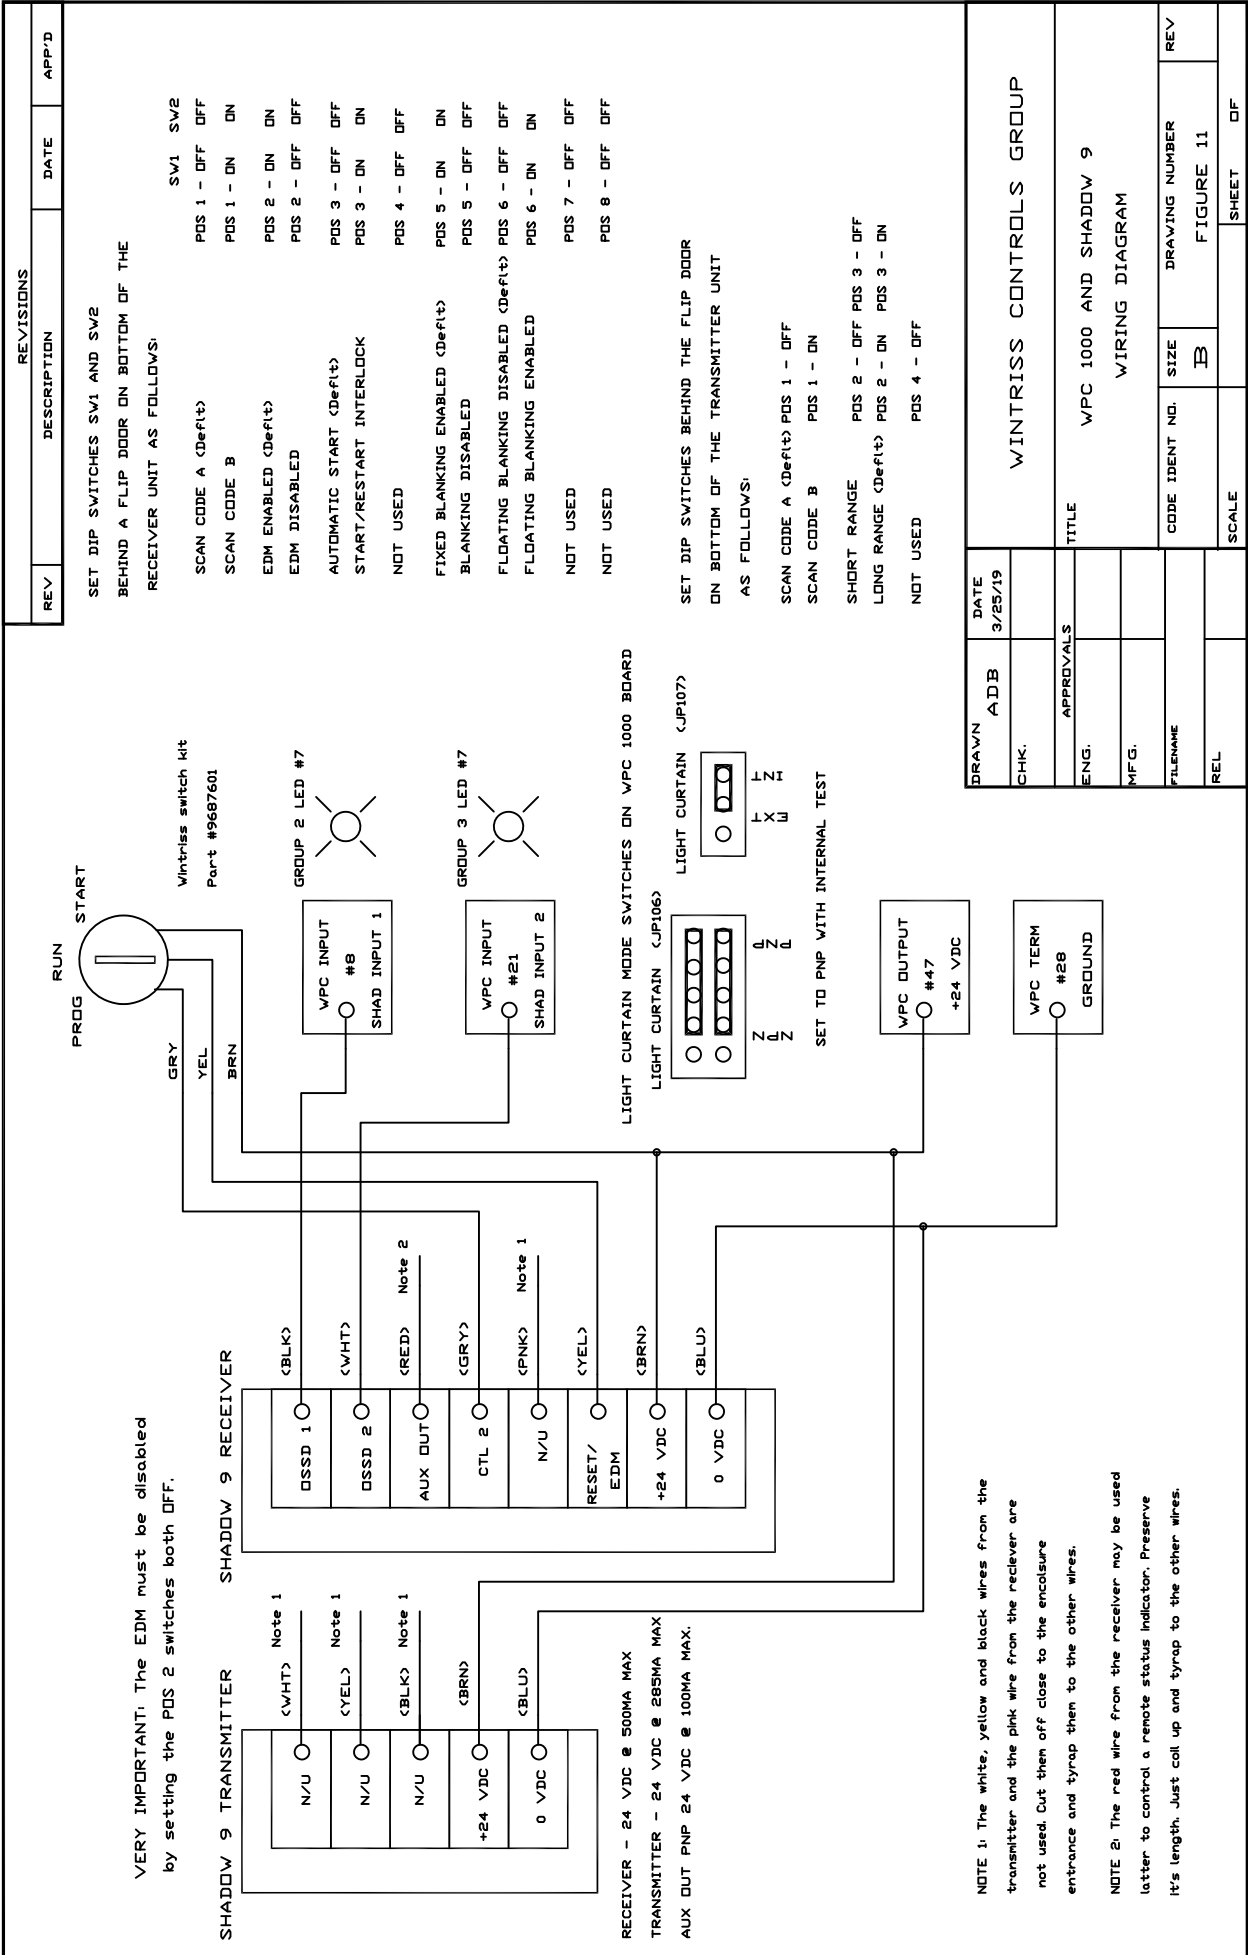 REVISIONS
REV DESCRIPTION DATE APP'D
VERY IMPORTANT: The EDM must be disabled
by setting the POS 2 switches both OFF.
SHADOW 9 TRANSMITTER
N/U (WHT) Note 1
N/U (YEL) Note 1
N/U (BLK) Note 1
+24 VDC (BRN)
0 VDC (BLU)
RECEIVER - 24 VDC @ 500MA MAX
TRANSMITTER - 24 VDC @ 285MA MAX
AUX OUT PNP 24 VDC @ 100MA MAX.
SHADOW 9 RECEIVER
OSSD 1 (BLK)
OSSD 2 (WHT)
AUX OUT (RED) Note 2
CTL 2 (GRY)
N/U (PNK) Note 1
RESET/
EDM (YEL)
+24 VDC (BRN)
0 VDC (BLU)
NOTE 1: The white, yellow and black wires from the
transmitter and the pink wire from the reciever are
not used. Cut them off close to the encolsure
entrance and tyrap them to the other wires.
NOTE 2: The red wire from the receiver may be used
latter to control a remote status indicator. Preserve
it's length. Just coil up and tyrap to the other wires.
PROG RUN START
GRY
YEL
BRN
Wintriss switch kit
Part #9687601
WPC INPUT
#8
SHAD INPUT 1
GROUP 2 LED #7
WPC INPUT
#21
SHAD INPUT 2
GROUP 3 LED #7
LIGHT CURTAIN MODE SWITCHES ON WPC 1000 BOARD
LIGHT CURTAIN (JP106)
NPN PNP
LIGHT CURTAIN (JP107)
EXT INT
SET TO PNP WITH INTERNAL TEST
WPC OUTPUT
#47
+24 VDC
WPC TERM
#28
GROUND
SET DIP SWITCHES SW1 AND SW2
BEHIND A FLIP DOOR ON BOTTOM OF THE
RECEIVER UNIT AS FOLLOWS:
SW1 SW2
SCAN CODE A (Deflt) POS 1 - OFF OFF
SCAN CODE B POS 1 - ON ON
EDM ENABLED (Deflt) POS 2 - ON ON
EDM DISABLED POS 2 - OFF OFF
AUTOMATIC START (Deflt) POS 3 - OFF OFF
START/RESTART INTERLOCK POS 3 - ON ON
NOT USED POS 4 - OFF OFF
FIXED BLANKING ENABLED (Deflt) POS 5 - ON ON
BLANKING DISABLED POS 5 - OFF OFF
FLOATING BLANKING DISABLED (Deflt) POS 6 - OFF OFF
FLOATING BLANKING ENABLED POS 6 - ON ON
NOT USED POS 7 - OFF OFF
NOT USED POS 8 - OFF OFF
SET DIP SWITCHES BEHIND THE FLIP DOOR
ON BOTTOM OF THE TRANSMITTER UNIT
AS FOLLOWS:
SCAN CODE A (Deflt) POS 1 - OFF
SCAN CODE B POS 1 - ON
SHORT RANGE POS 2 - OFF POS 3 - OFF
LONG RANGE (Deflt) POS 2 - ON POS 3 - ON
NOT USED POS 4 - OFF
DRAWN ADB DATE 3/25/19
CHK.
APPROVALS
ENG.
MFG.
FILENAME
REL
WINTRISS CONTROLS GROUP
TITLE
WPC 1000 AND SHADOW 9
WIRING DIAGRAM
CODE IDENT NO. SIZE B DRAWING NUMBER FIGURE 11 REV
SCALE SHEET OF